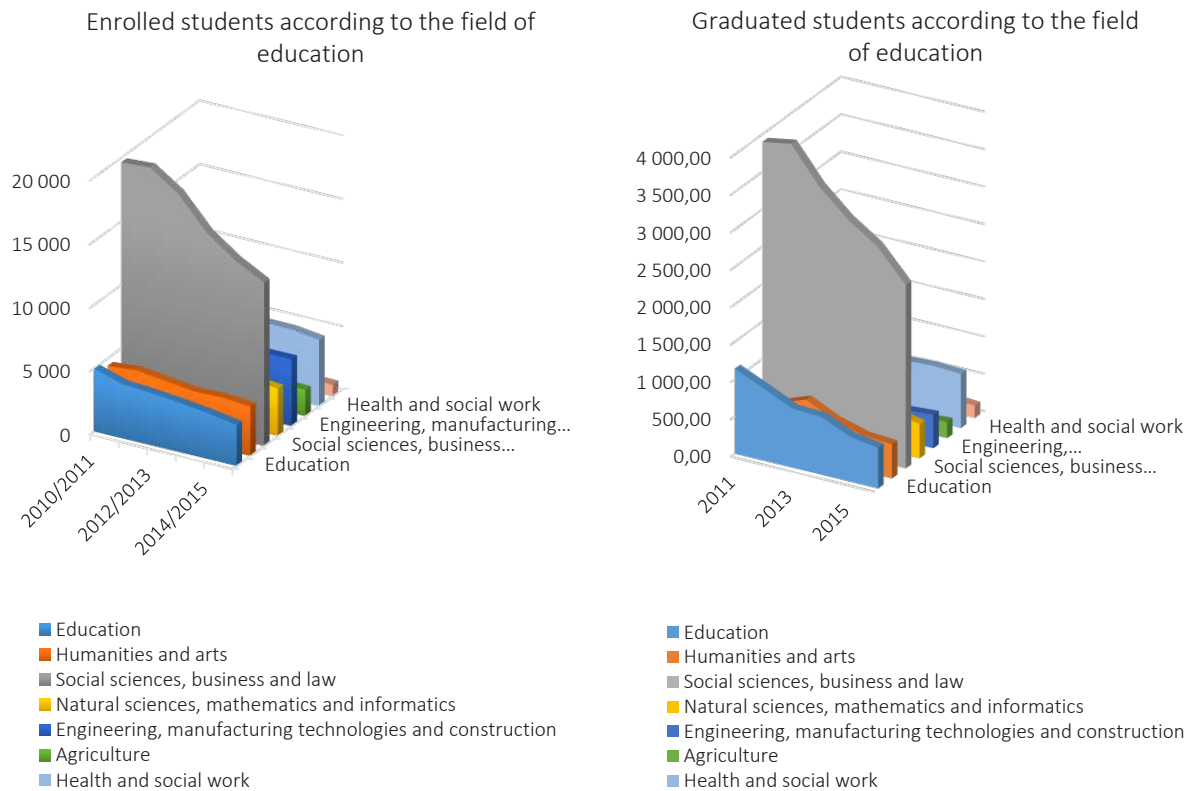 Enrolled students according to the field of
education
20 000
15 000
10 000
5 000
0
2010/2011
2012/2013
2014/2015
Health and social work
Engineering, manufacturing...
Social sciences, business...
Education
Education
Humanities and arts
Social sciences, business and law
Natural sciences, mathematics and informatics
Engineering, manufacturing technologies and construction
Agriculture
Health and social work
Graduated students according to the field
of education
4 000,00
3 500,00
3 000,00
2 500,00
2 000,00
1 500,00
1 000,00
500,00
0,00
2011
2013
2015
Health and social work
Engineering,...
Social sciences, business...
Education
Education
Humanities and arts
Social sciences, business and law
Natural sciences, mathematics and informatics
Engineering, manufacturing technologies and construction
Agriculture
Health and social work